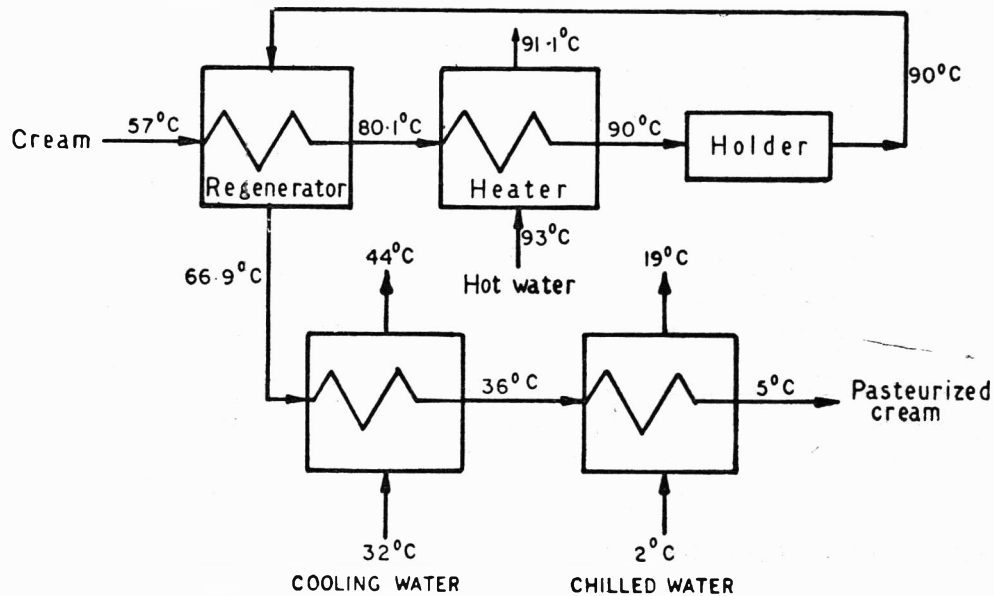 91·1°C
90°C
Cream
57°C
80·1°C
90°C
Holder
Regenerator
Heater
93°C
66·9°C
44°C
Hot water
19°C
36°C
5°C
Pasteurized
cream
32°C
2°C
COOLING WATER
CHILLED WATER